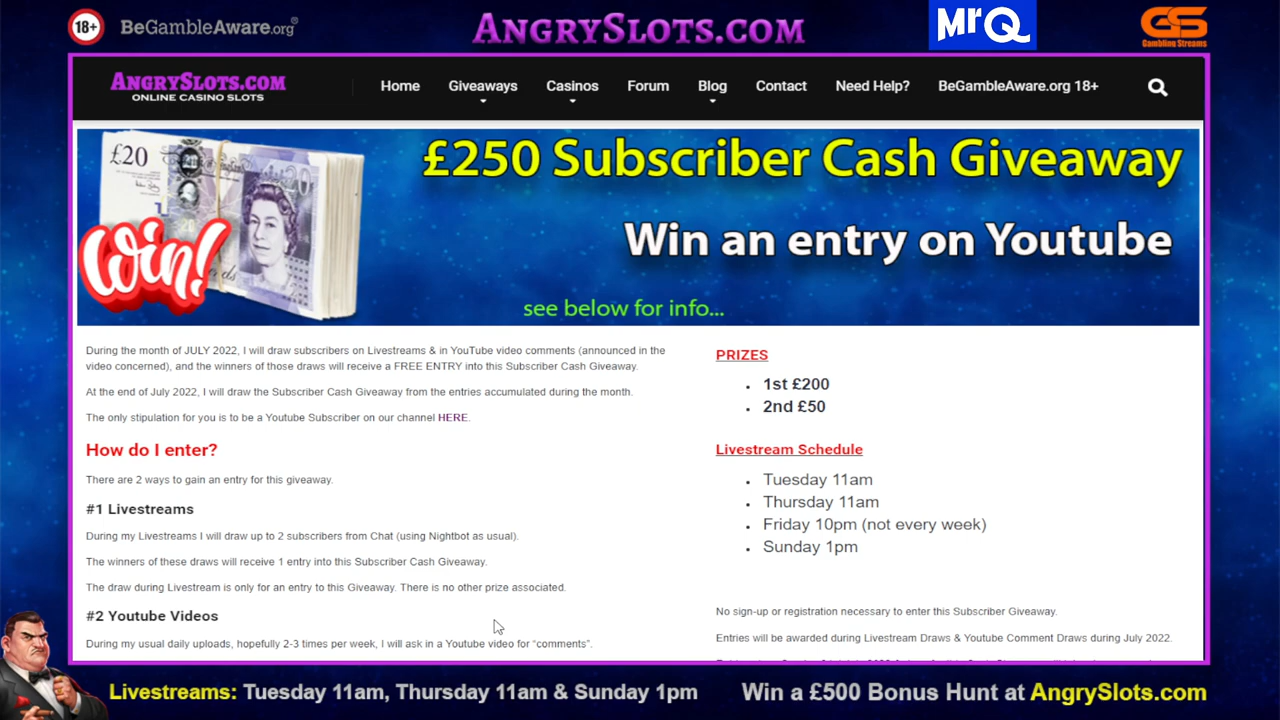 18+ BeGambleAware.org® AngrySlots.com MrQ GS
Gambling Streams
AngrySlots.com
ONLINE CASINO SLOTS
Home Giveaways Casinos Forum Blog Contact Need Help? BeGambleAware.org 18+
£20
Win!
£250 Subscriber Cash Giveaway
Win an entry on Youtube
see below for info...
During the month of JULY 2022, I will draw subscribers on Livestreams & in YouTube video comments (announced in the
video concerned), and the winners of those draws will receive a FREE ENTRY into this Subscriber Cash Giveaway.
At the end of July 2022, I will draw the Subscriber Cash Giveaway from the entries accumulated during the month.
The only stipulation for you is to be a Youtube Subscriber on our channel HERE.
How do I enter?
There are 2 ways to gain an entry for this giveaway.
#1 Livestreams
During my Livestreams I will draw up to 2 subscribers from Chat (using Nightbot as usual).
The winners of these draws will receive 1 entry into this Subscriber Cash Giveaway.
The draw during Livestream is only for an entry to this Giveaway. There is no other prize associated.
#2 Youtube Videos
During my usual daily uploads, hopefully 2-3 times per week, I will ask in a Youtube video for “comments”.
PRIZES
1st £200
2nd £50
Livestream Schedule
Tuesday 11am
Thursday 11am
Friday 10pm (not every week)
Sunday 1pm
No sign-up or registration necessary to enter this Subscriber Giveaway.
Entries will be awarded during Livestream Draws & Youtube Comment Draws during July 2022.
Livestreams: Tuesday 11am, Thursday 11am & Sunday 1pm
Win a £500 Bonus Hunt at AngrySlots.com